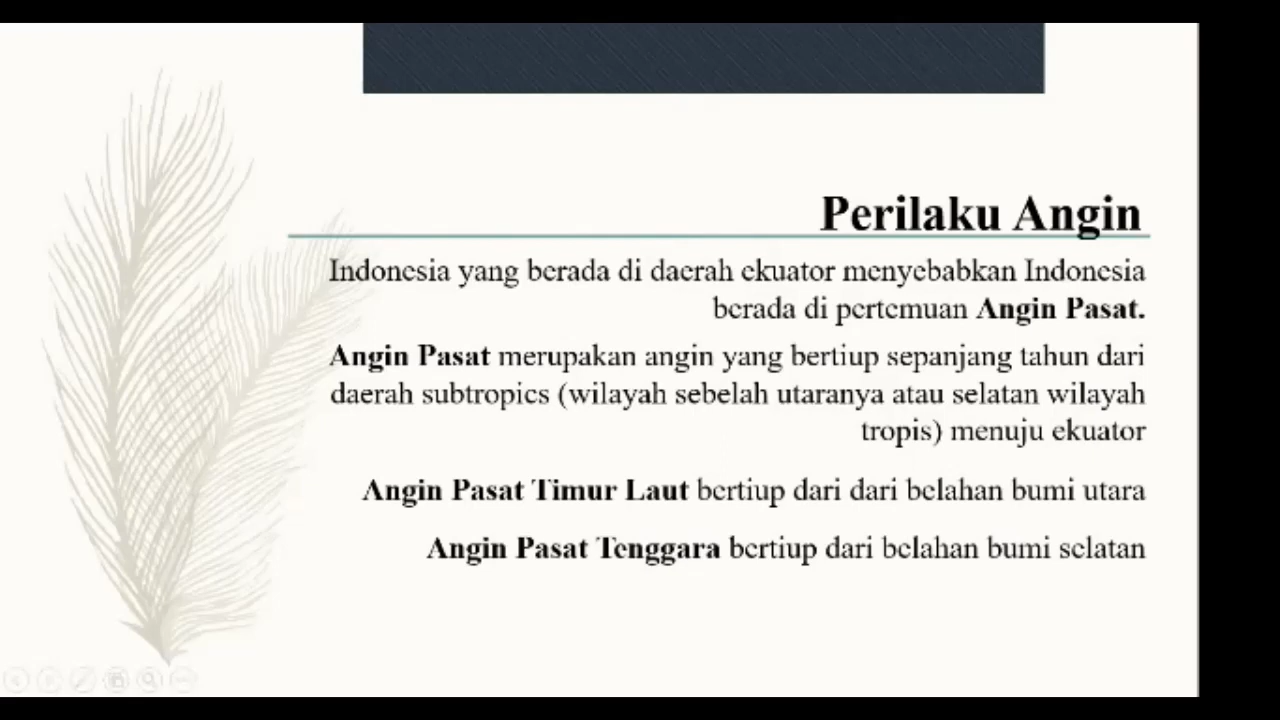 Perilaku Angin
Indonesia yang berada di daerah ekuator menyebabkan Indonesia
berada di pertemuan Angin Pasat.
Angin Pasat merupakan angin yang bertiup sepanjang tahun dari
daerah subtropics (wilayah sebelah utaranya atau selatan wilayah
tropis) menuju ekuator
Angin Pasat Timur Laut bertiup dari dari belahan bumi utara
Angin Pasat Tenggara bertiup dari belahan bumi selatan